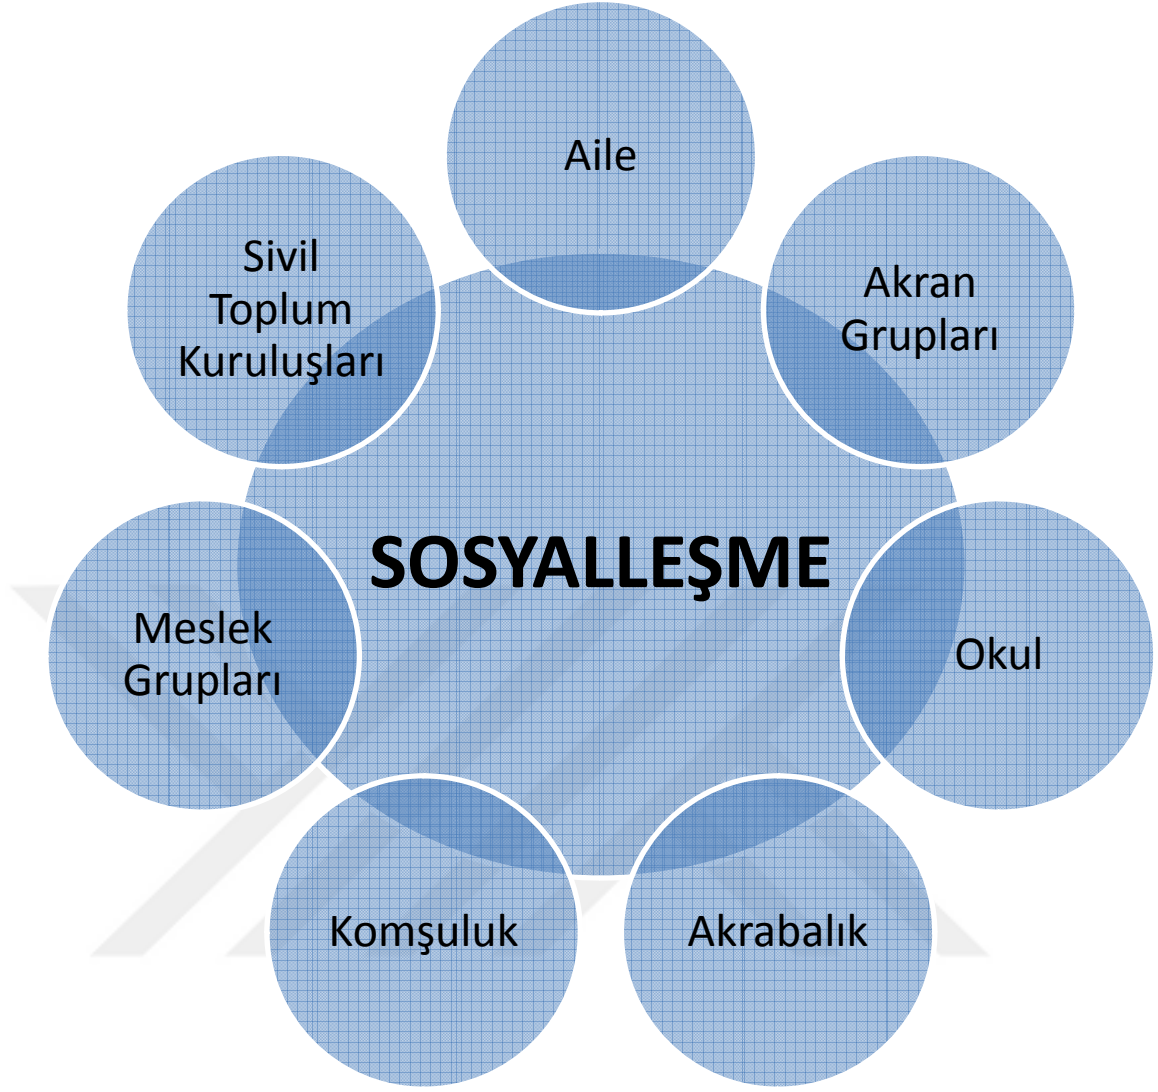 Aile
Akran
Grupları
Okul
Akrabalık
Komşuluk
Meslek
Grupları
Sivil
Toplum
Kuruluşları
SOSYALLEŞME